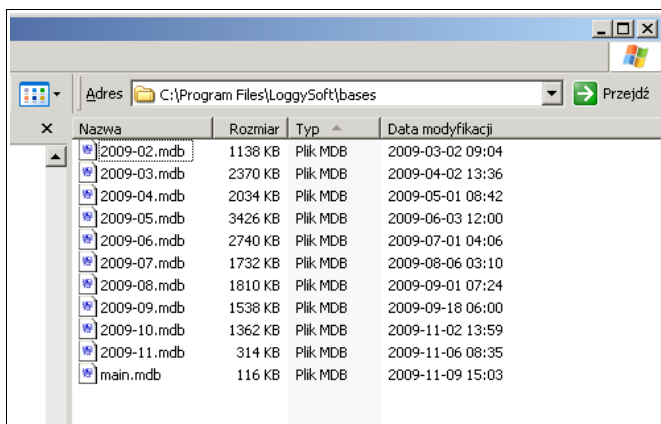 Adres C:\Program Files\LoggySoft\bases Przejdź
Nazwa Rozmiar Typ Data modyfikacji
2009-02.mdb 1138 KB Plik MDB 2009-03-02 09:04
2009-03.mdb 2370 KB Plik MDB 2009-04-02 13:36
2009-04.mdb 2034 KB Plik MDB 2009-05-01 08:42
2009-05.mdb 3426 KB Plik MDB 2009-06-03 12:00
2009-06.mdb 2740 KB Plik MDB 2009-07-01 04:06
2009-07.mdb 1732 KB Plik MDB 2009-08-06 03:10
2009-08.mdb 1810 KB Plik MDB 2009-09-01 07:24
2009-09.mdb 1538 KB Plik MDB 2009-09-18 06:00
2009-10.mdb 1362 KB Plik MDB 2009-11-02 13:59
2009-11.mdb 314 KB Plik MDB 2009-11-06 08:35
main.mdb 116 KB Plik MDB 2009-11-09 15:03